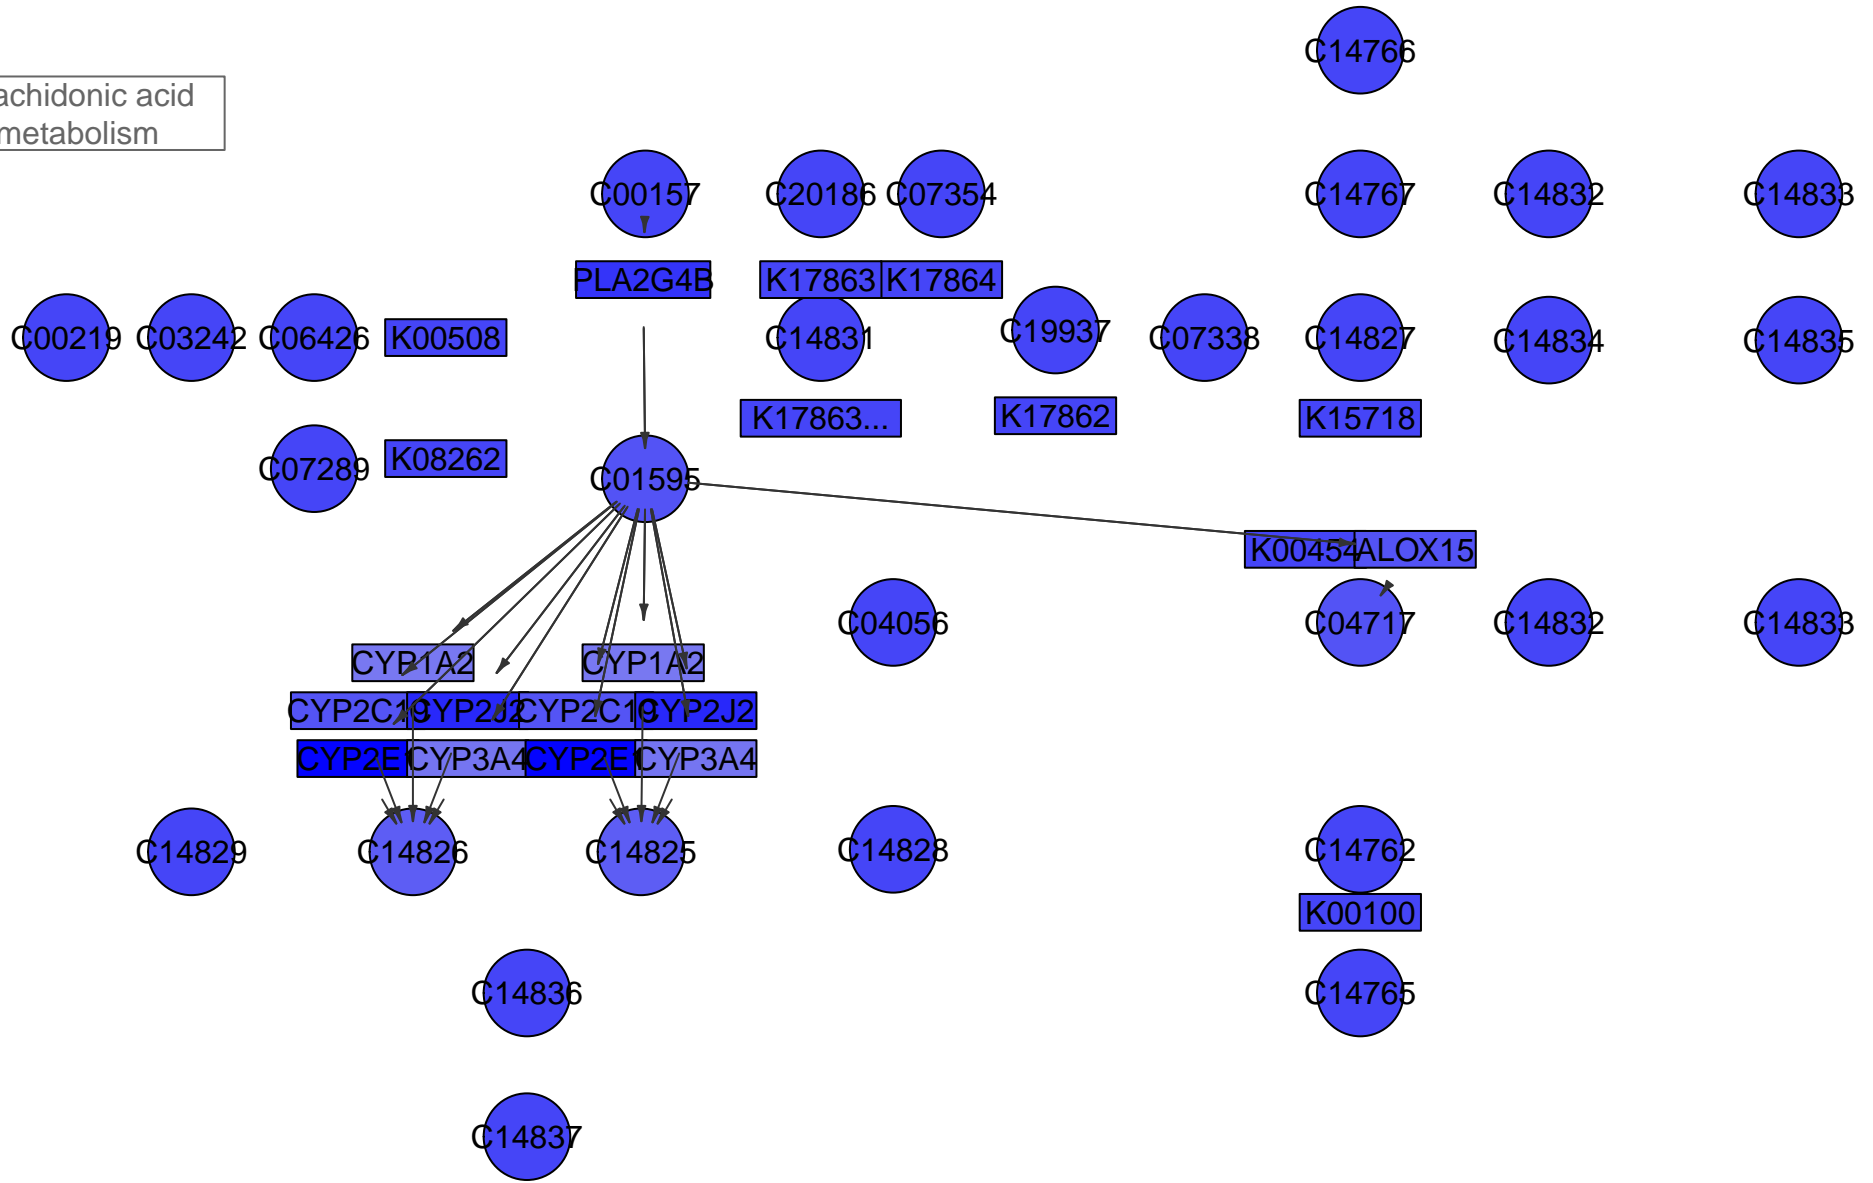 C14766
achidonic acid
metabolism
C00157
C20186
C07354
C14767
C14832
C14833
PLA2G4B
K17863
K17864
C00219
C03242
C06426
K00508
C14831
C19937
C07338
C14827
C14834
C14835
K17863...
K17862
K15718
C07289
K08262
C01595
K00454
ALOX15
C04056
C04717
C14832
C14833
CYP1A2
CYP1A2
CYP2C19
CYP2J2
CYP2C19
CYP2J2
CYP2E
CYP3A4
CYP2E
CYP3A4
C14829
C14826
C14825
C14828
C14762
K00100
C14836
C14765
C14837